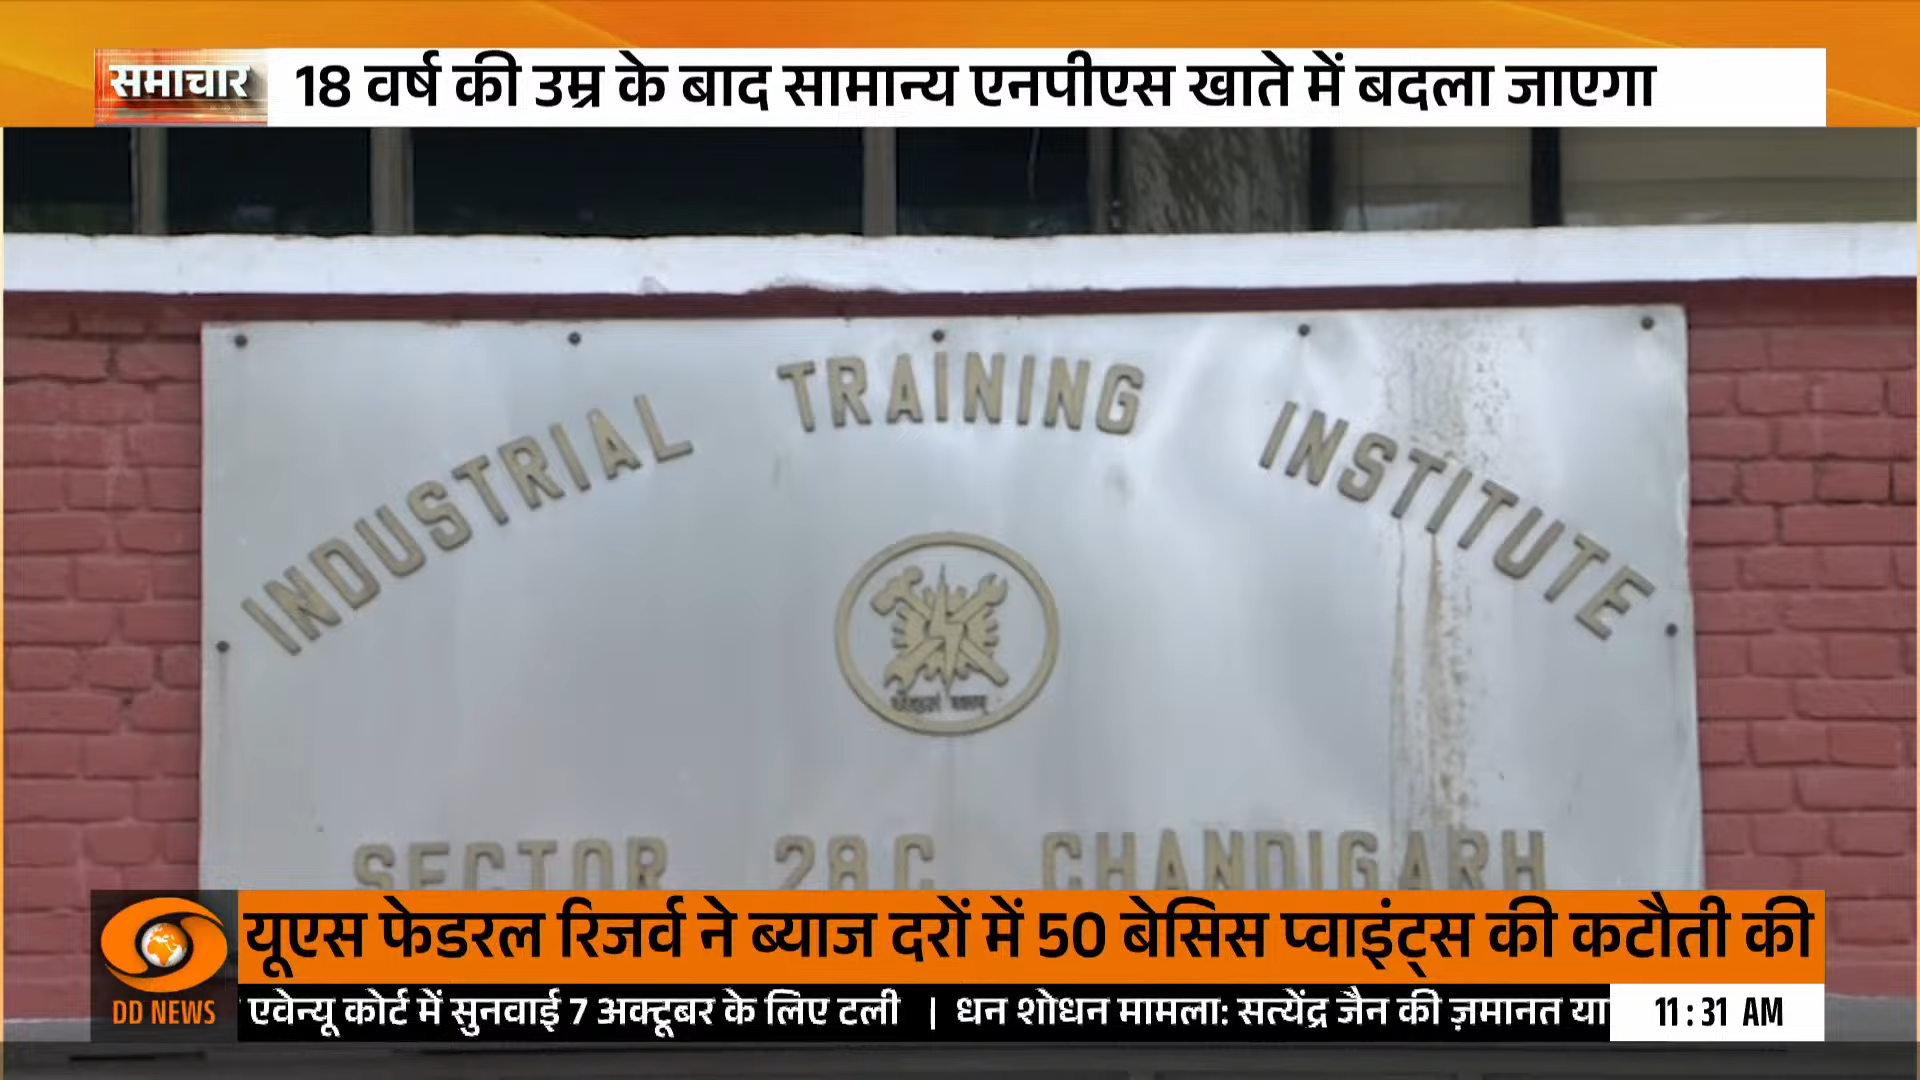 समाचार
18 वर्ष की उम्र के बाद सामान्य एनपीएस खाते में बदला जाएगा
INDUSTRIAL TRAINING INSTITUTE
SECTOR 28C CHANDIGARH
यूएस फेडरल रिजर्व ने ब्याज दरों में 50 बेसिस प्वाइंट्स की कटौती की
DD NEWS
एवेन्यू कोर्ट में सुनवाई 7 अक्टूबर के लिए टली | धन शोधन मामला: सत्येंद्र जैन की ज़मानत या
11:31 AM